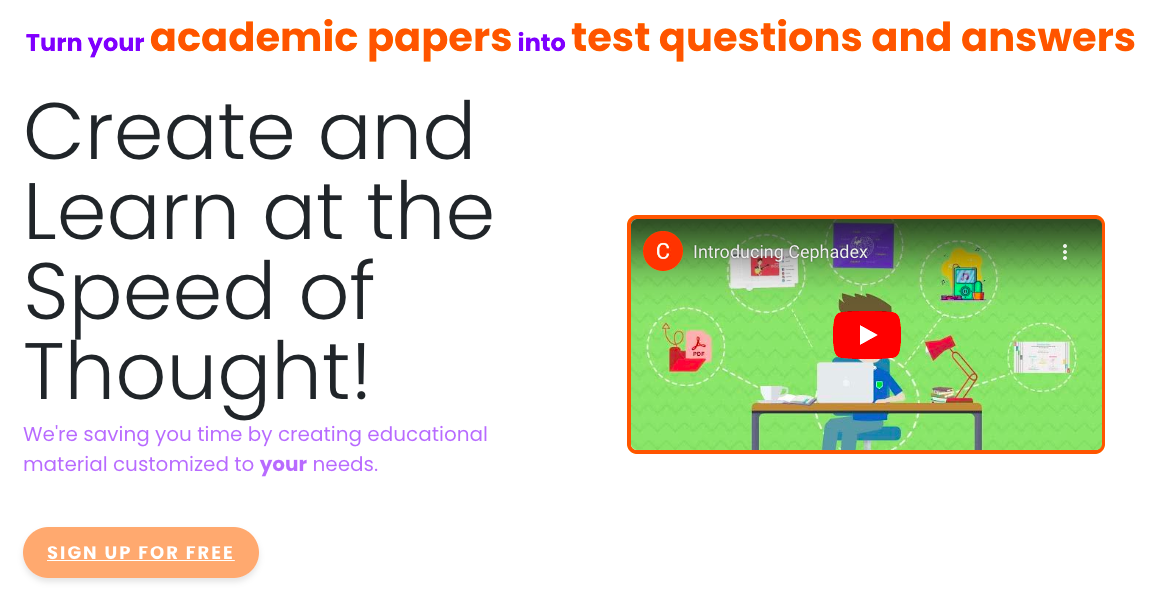 Turn your academic papers into test questions and answers
Create and
Learn at the
Speed of
Thought!
We're saving you time by creating educational
material customized to your needs.
SIGN UP FOR FREE
C
Introducing Cephadex
PDF